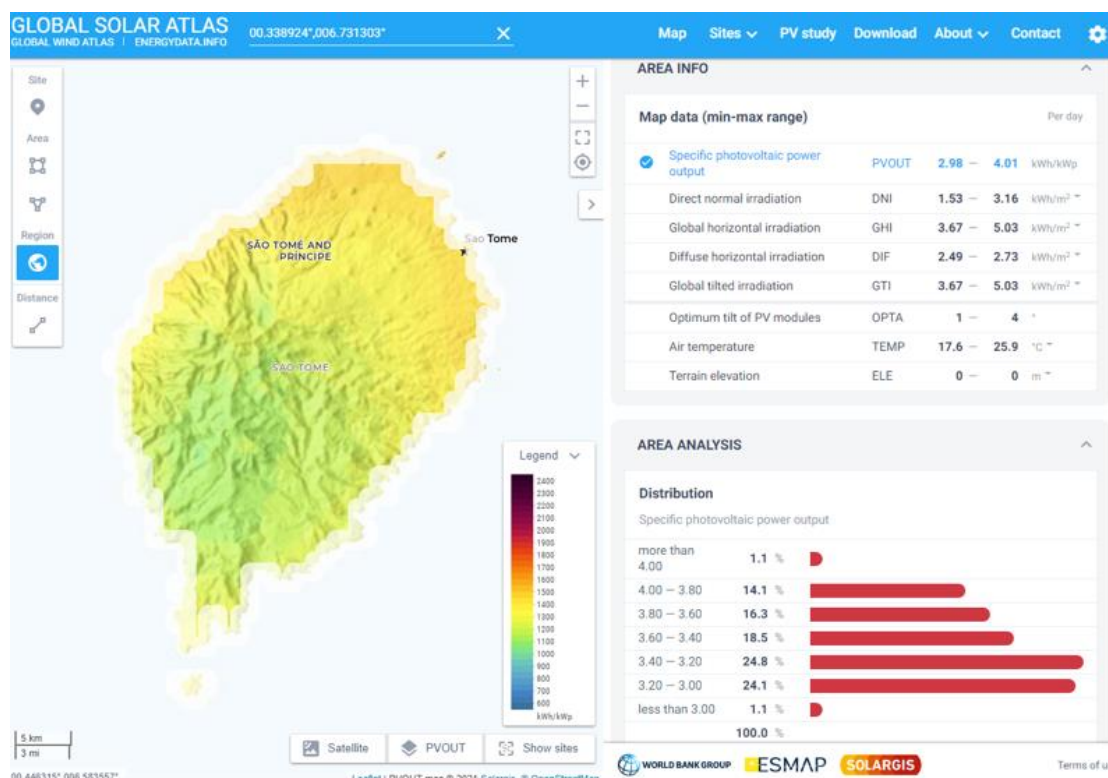 GLOBAL SOLAR ATLAS
GLOBAL WIND ATLAS | ENERGYDATA.INFO
00.338924°,006.731303°
Map Sites PV study Download About Contact
Site
Area
Region
Distance
SÃO TOMÉ AND
PRÍNCIPE
Sao Tome
SAO TOME
Legend
2400
2300
2200
2100
2000
1900
1800
1700
1600
1500
1400
1300
1200
1100
1000
900
800
700
600
kWh/kWp
5 km
3 mi
Satellite PVOUT Show sites
AREA INFO
Map data (min-max range) Per day
Specific photovoltaic power
output PVOUT 2.98 — 4.01 kWh/kWp
Direct normal irradiation DNI 1.53 — 3.16 kWh/m²
Global horizontal irradiation GHI 3.67 — 5.03 kWh/m²
Diffuse horizontal irradiation DIF 2.49 — 2.73 kWh/m²
Global tilted irradiation GTI 3.67 — 5.03 kWh/m²
Optimum tilt of PV modules OPTA 1 — 4 °
Air temperature TEMP 17.6 — 25.9 °C
Terrain elevation ELE 0 — 0 m
AREA ANALYSIS
Distribution
Specific photovoltaic power output
more than
4.00 1.1 %
4.00 — 3.80 14.1 %
3.80 — 3.60 16.3 %
3.60 — 3.40 18.5 %
3.40 — 3.20 24.8 %
3.20 — 3.00 24.1 %
less than 3.00 1.1 %
100.0 %
WORLD BANK GROUP ESMAP SOLARGIS Terms of u